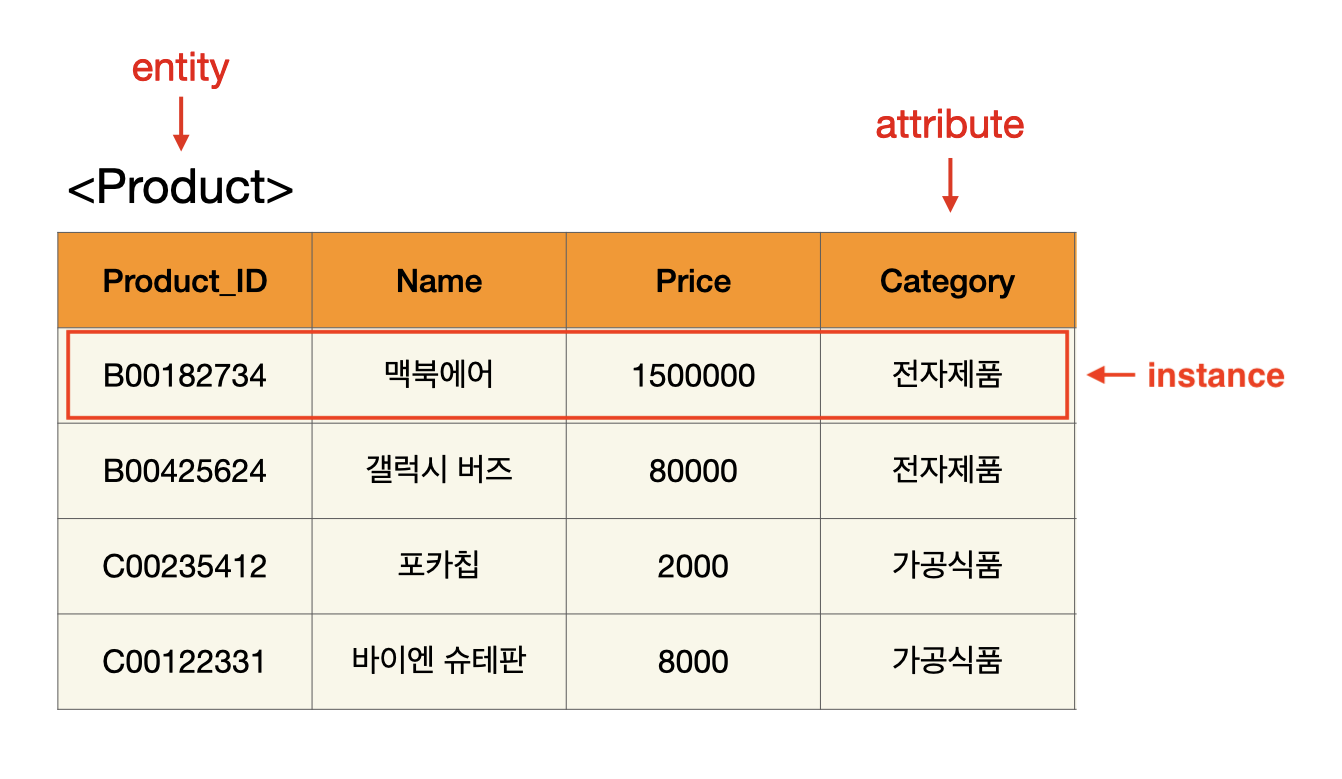 entity
attribute
<Product>
Product_ID Name Price Category
B00182734 맥북에어 1500000 전자제품
instance
B00425624 갤럭시 버즈 80000 전자제품
C00235412 포카칩 2000 가공식품
C00122331 바이엔 슈테판 8000 가공식품